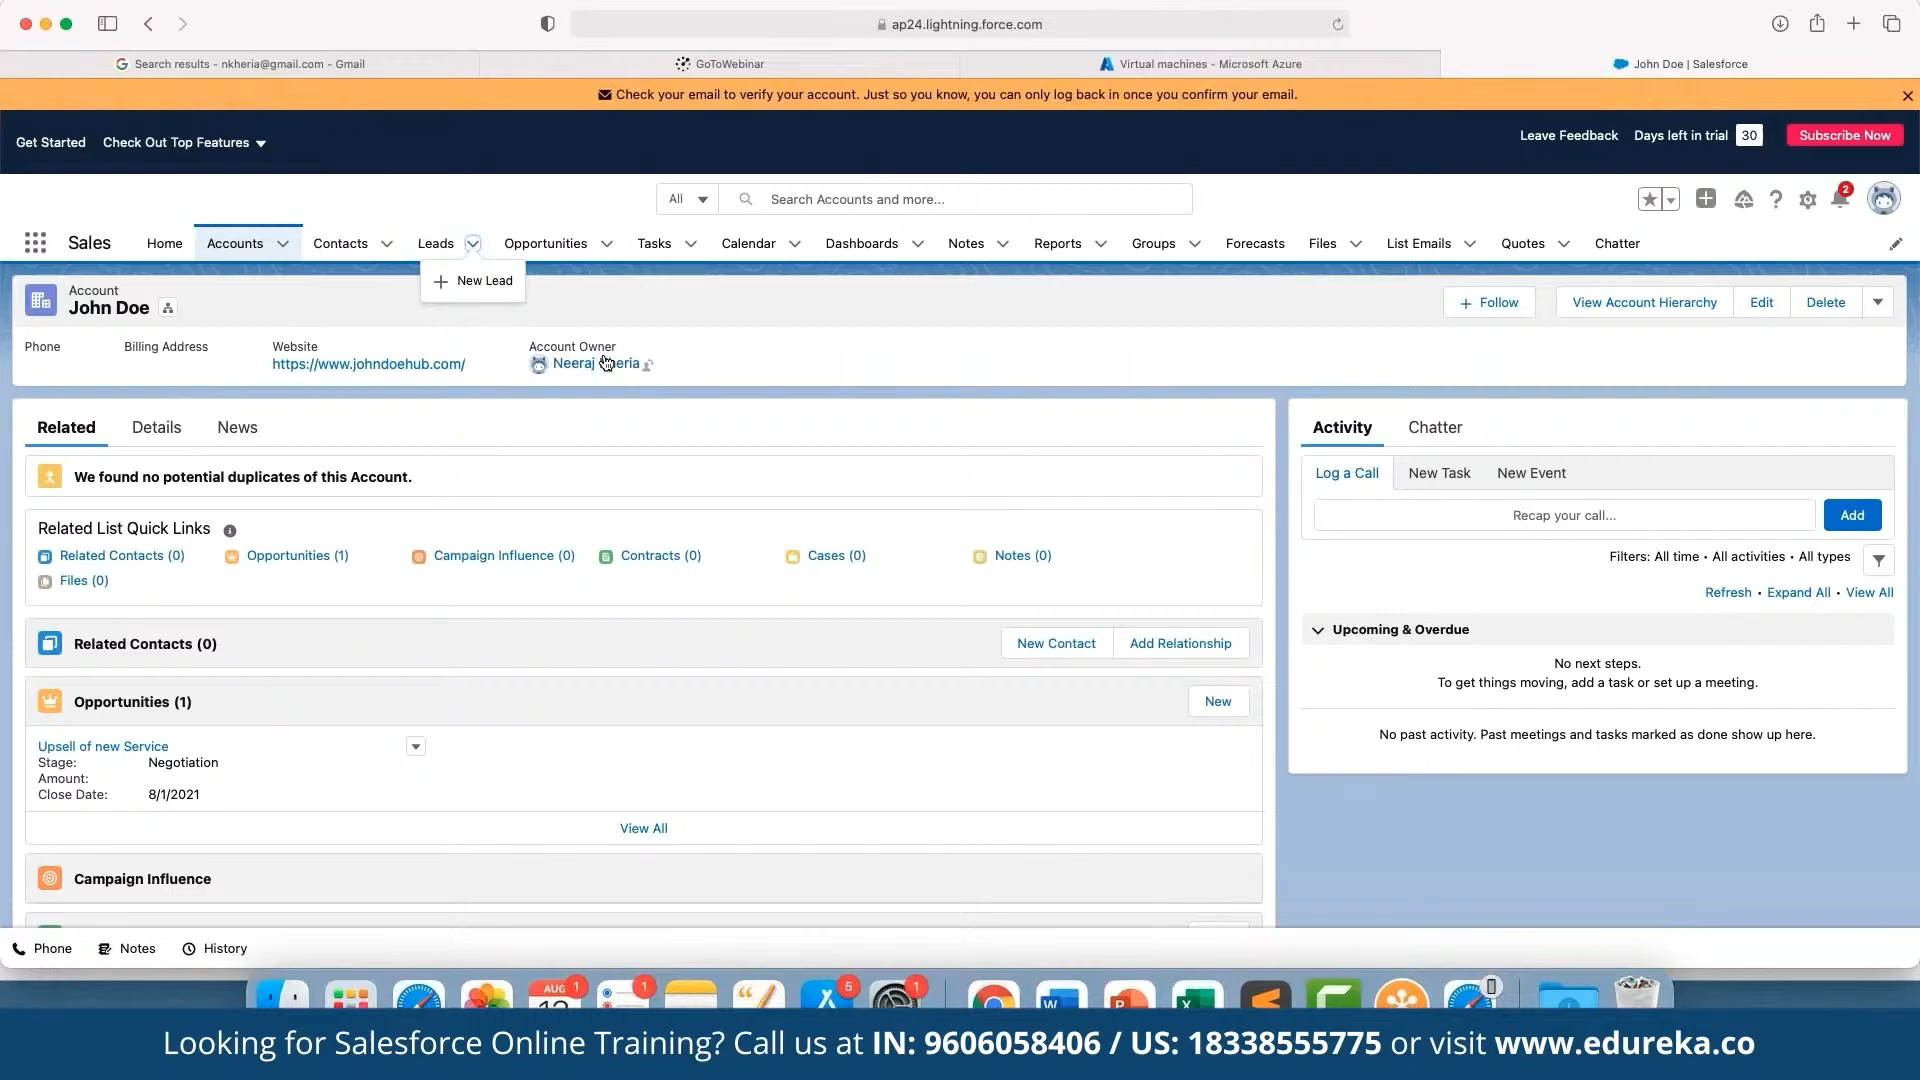 ap24.lightning.force.com
Search results - nkheria@gmail.com - Gmail
GoToWebinar
Virtual machines - Microsoft Azure
John Doe | Salesforce
Check your email to verify your account. Just so you know, you can only log back in once you confirm your email.
Get Started
Check Out Top Features
Leave Feedback
Days left in trial 30
Subscribe Now
All
Search Accounts and more...
2
Sales
Home
Accounts
Contacts
Leads
Opportunities
Tasks
Calendar
Dashboards
Notes
Reports
Groups
Forecasts
Files
List Emails
Quotes
Chatter
New Lead
Account
John Doe
Follow
View Account Hierarchy
Edit
Delete
Phone
Billing Address
Website
https://www.johndoehub.com/
Account Owner
Neeraj
Related
Details
News
We found no potential duplicates of this Account.
Related List Quick Links
Related Contacts (0)
Opportunities (1)
Campaign Influence (0)
Contracts (0)
Cases (0)
Notes (0)
Files (0)
Related Contacts (0)
New Contact
Add Relationship
Opportunities (1)
New
Upsell of new Service
Stage: Negotiation
Amount:
Close Date: 8/1/2021
View All
Campaign Influence
Activity
Chatter
Log a Call
New Task
New Event
Recap your call...
Add
Filters: All time • All activities • All types
Refresh • Expand All • View All
Upcoming & Overdue
No next steps.
To get things moving, add a task or set up a meeting.
No past activity. Past meetings and tasks marked as done show up here.
Phone
Notes
History
AUG
1
1
5
1
Looking for Salesforce Online Training? Call us at IN: 9606058406 / US: 18338555775 or visit www.edureka.co